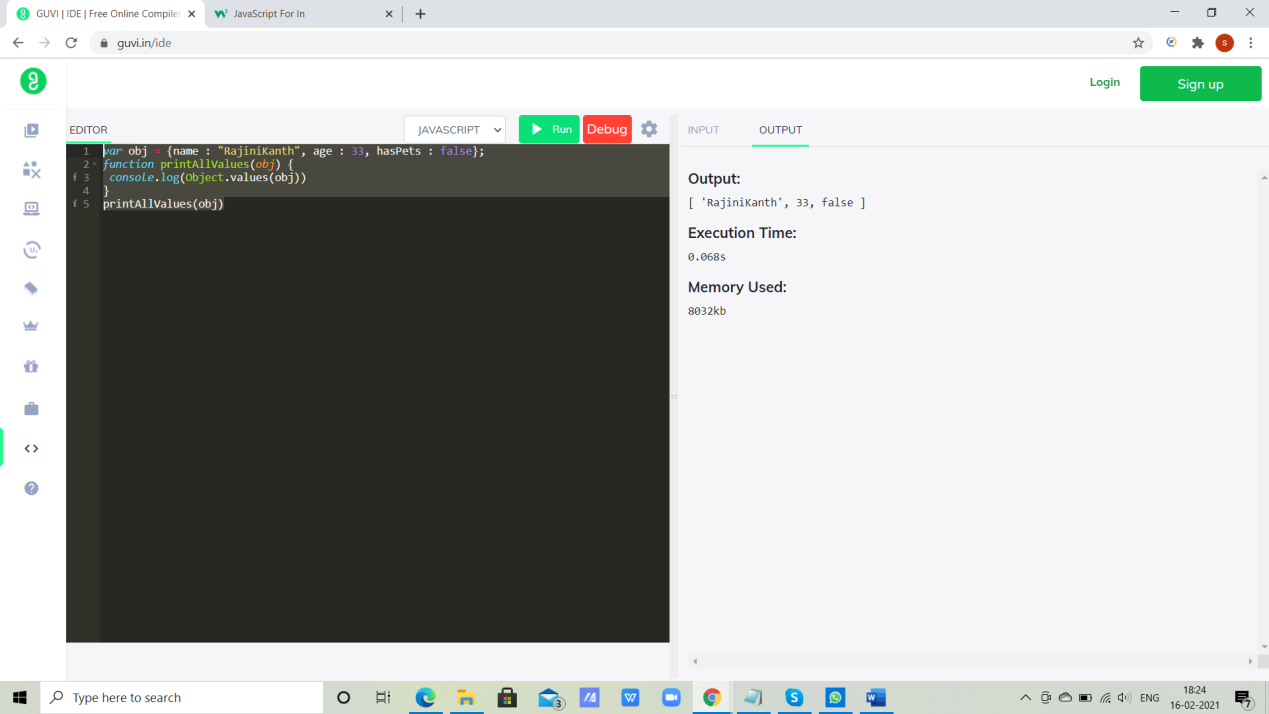 GUVI | IDE | Free Online Compile
JavaScript For In
guvi.in/ide
S
Login
Sign up
EDITOR
JAVASCRIPT
Run
Debug
INPUT
OUTPUT
1 var obj = {name : "RajiniKanth", age : 33, hasPets : false};
2 function printAllValues(obj) {
i 3 console.log(Object.values(obj))
4 }
i 5 printAllValues(obj)
Output:
[ 'RajiniKanth', 33, false ]
Execution Time:
0.068s
Memory Used:
8032kb
Type here to search
3
ENG
18:24
16-02-2021
7